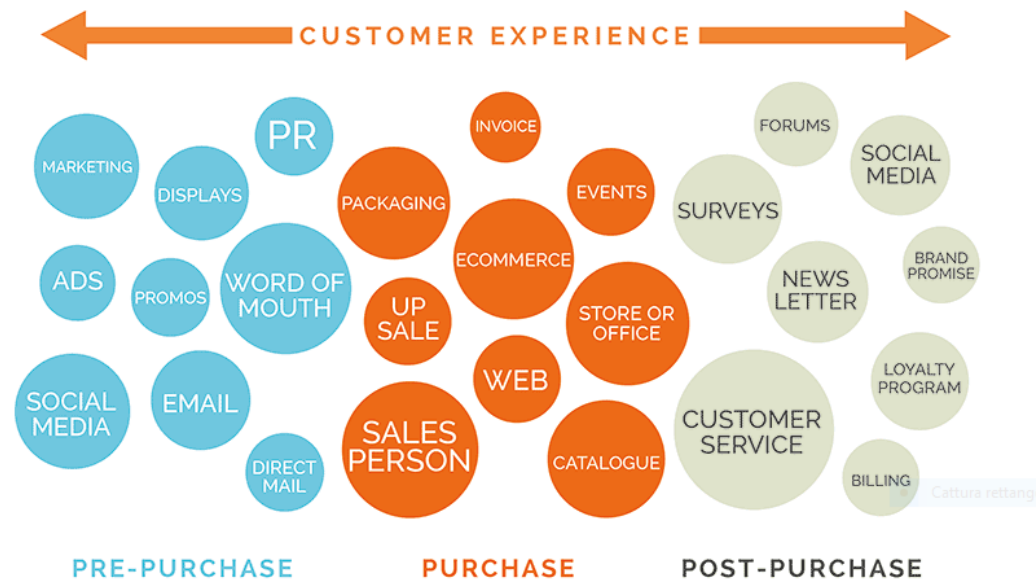 CUSTOMER EXPERIENCE
PR
MARKETING
DISPLAYS
ADS
PROMOS
WORD OF
MOUTH
SOCIAL
MEDIA
EMAIL
DIRECT
MAIL
INVOICE
PACKAGING
EVENTS
ECOMMERCE
UP
SALE
STORE OR
OFFICE
WEB
SALES
PERSON
CATALOGUE
FORUMS
SOCIAL
MEDIA
SURVEYS
NEWS
LETTER
BRAND
PROMISE
LOYALTY
PROGRAM
CUSTOMER
SERVICE
BILLING
Cattura rettang
PRE-PURCHASE
PURCHASE
POST-PURCHASE